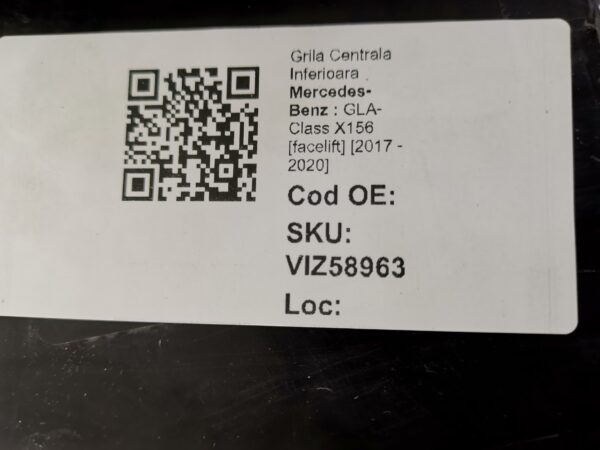 Grila Centrala
Inferioara
Mercedes-
Benz : GLA-
Class X156
[facelift] [2017 -
2020]
Cod OE:
SKU:
VIZ58963
Loc: